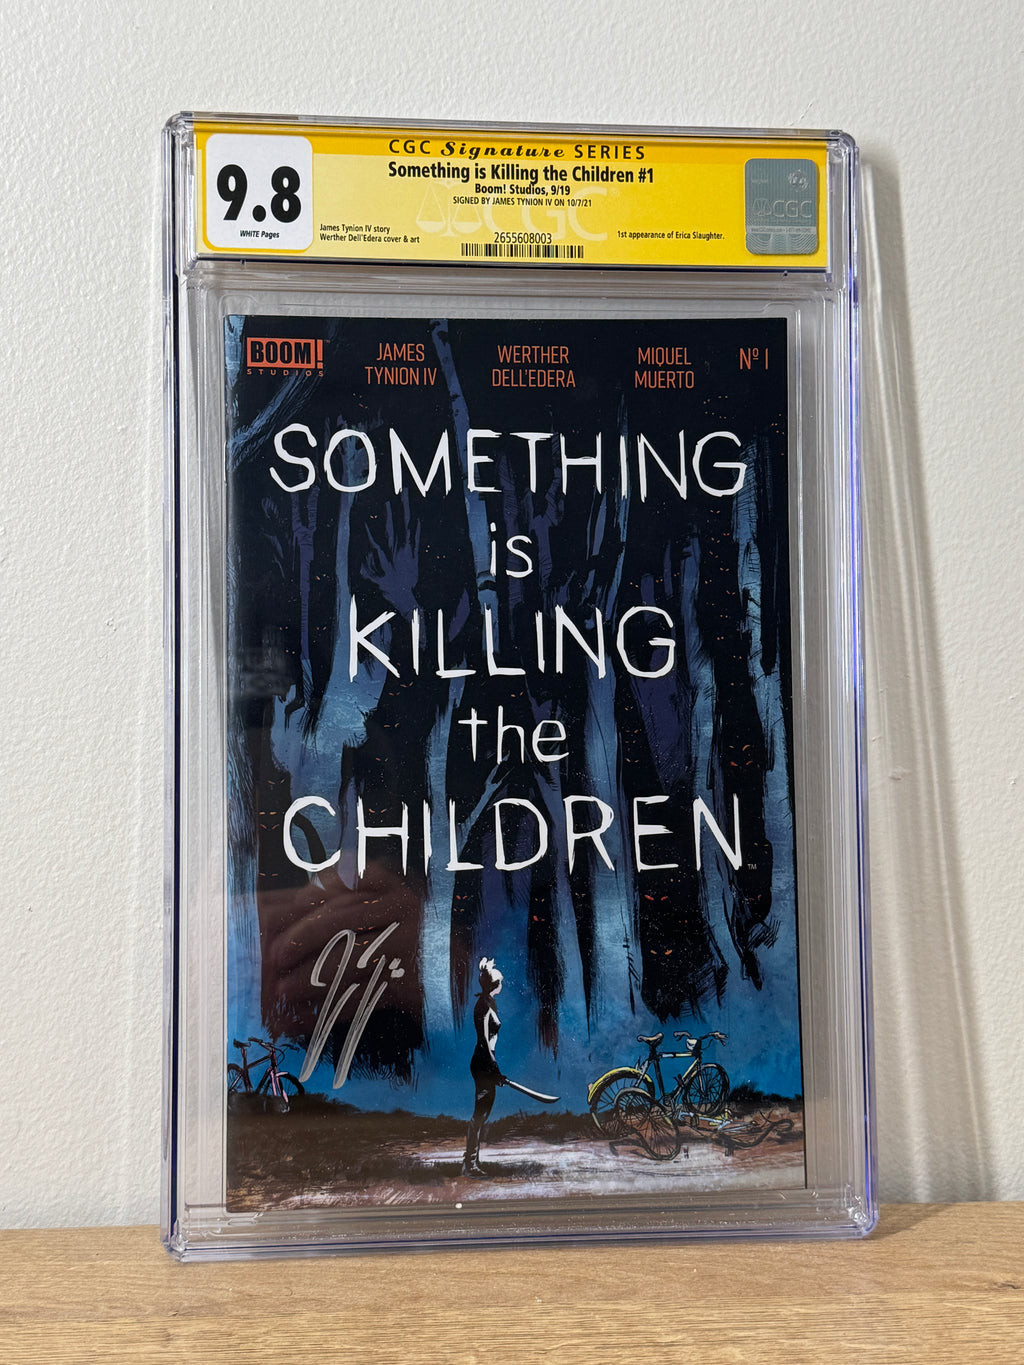 CGC Signature SERIES
9.8
WHITE Pages
Something is Killing the Children #1
Boom! Studios, 9/19
SIGNED BY JAMES TYNION IV ON 10/7/21
James Tynion IV story
Werther Dell'Edera cover & art
CGC
2655608003
1st appearance of Erica Slaughter.
CGC
BOOM!
STUDIOS
JAMES
TYNION IV
WERTHER
DELL'EDERA
MIQUEL
MUERTO
Nº 1
SOMETHING
is
KILLING
the
CHILDREN
TM